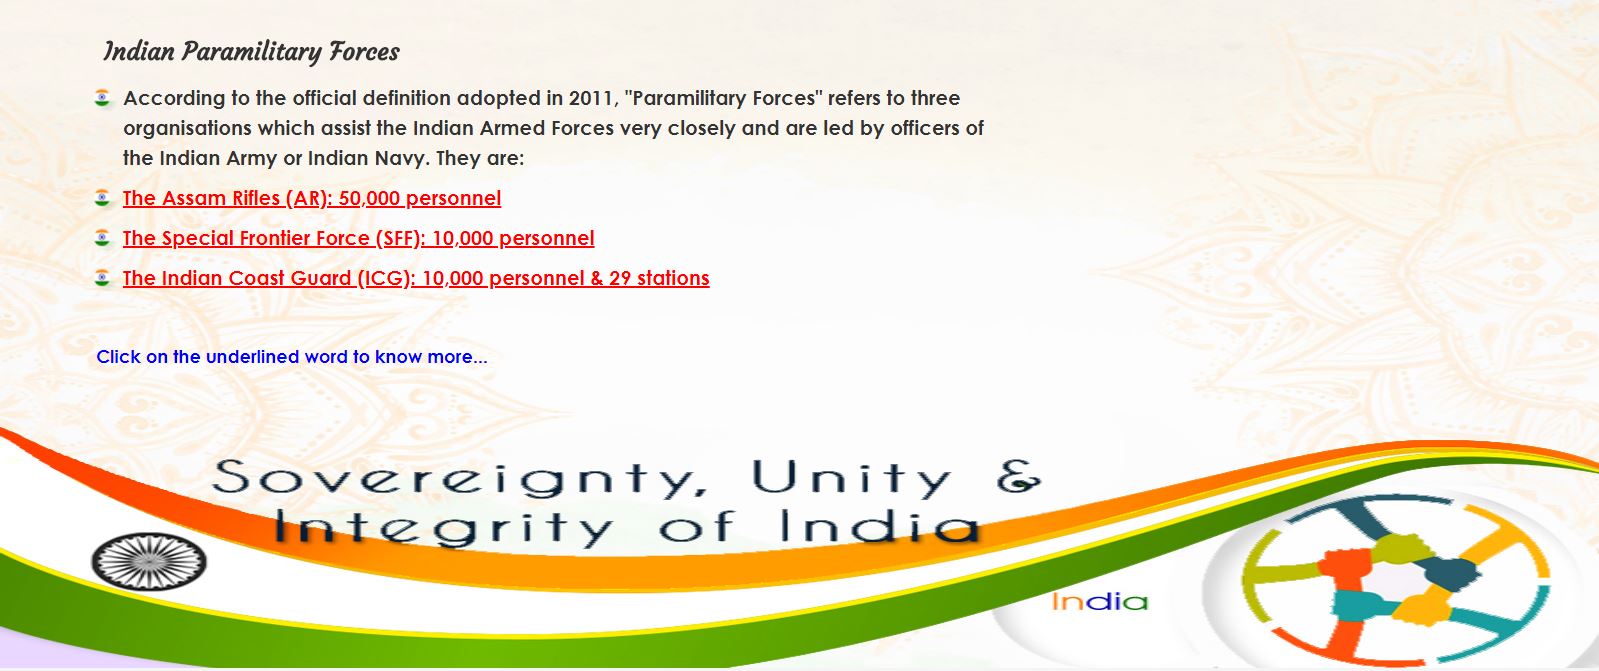 Indian Paramilitary Forces
According to the official definition adopted in 2011, "Paramilitary Forces" refers to three
organisations which assist the Indian Armed Forces very closely and are led by officers of
the Indian Army or Indian Navy. They are:
The Assam Rifles (AR): 50,000 personnel
The Special Frontier Force (SFF): 10,000 personnel
The Indian Coast Guard (ICG): 10,000 personnel & 29 stations
Click on the underlined word to know more...
Sovereignty, Unity &
Integrity of India
India